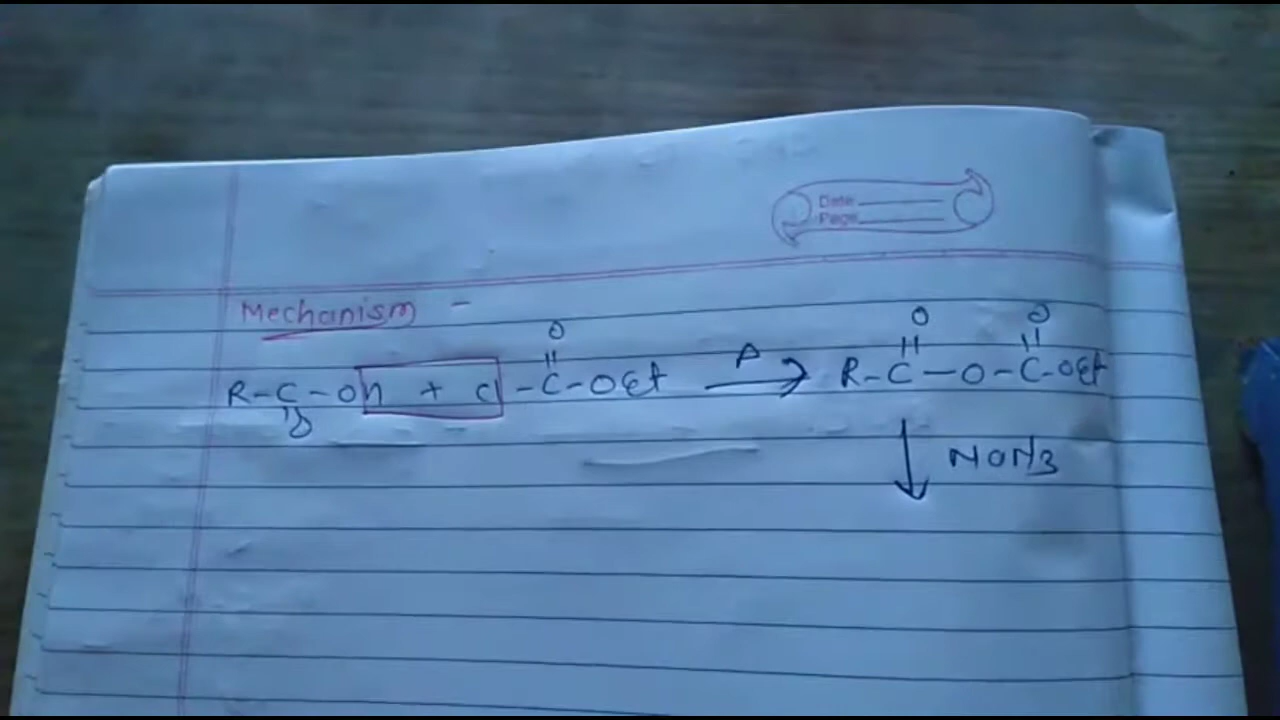 Date
Page
Mechanism -
O O O
|| || ||
R-C-OH + Cl-C-OEt → R-C-O-C-OEt
||
O
↓ NaN3